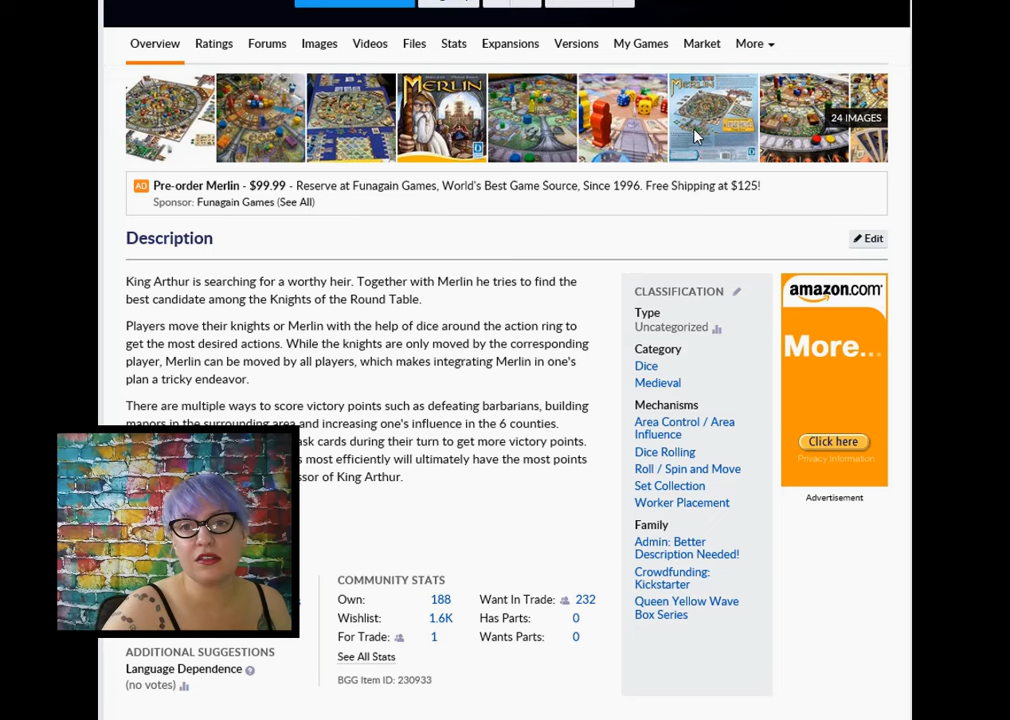 Overview Ratings Forums Images Videos Files Stats Expansions Versions My Games Market More
MERLIN
24 IMAGES
AD Pre-order Merlin - $99.99 - Reserve at Funagain Games, World's Best Game Source, Since 1996. Free Shipping at $125!
Sponsor: Funagain Games (See All)
Description
Edit
King Arthur is searching for a worthy heir. Together with Merlin he tries to find the
best candidate among the Knights of the Round Table.
Players move their knights or Merlin with the help of dice around the action ring to
get the most desired actions. While the knights are only moved by the corresponding
player, Merlin can be moved by all players, which makes integrating Merlin in one's
plan a tricky endeavor.
There are multiple ways to score victory points such as defeating barbarians, building
manors in the surrounding area and increasing one's influence in the 6 counties.
ask cards during their turn to get more victory points.
s most efficiently will ultimately have the most points
ssor of King Arthur.
COMMUNITY STATS
Own: 188
Wishlist: 1.6K
For Trade: 1
See All Stats
BGG Item ID: 230933
Want In Trade: 232
Has Parts: 0
Wants Parts: 0
ADDITIONAL SUGGESTIONS
Language Dependence
(no votes)
CLASSIFICATION
Type
Uncategorized
Category
Dice
Medieval
Mechanisms
Area Control / Area
Influence
Dice Rolling
Roll / Spin and Move
Set Collection
Worker Placement
Family
Admin: Better
Description Needed!
Crowdfunding:
Kickstarter
Queen Yellow Wave
Box Series
amazon.com
More...
Click here
Privacy Information
Advertisement